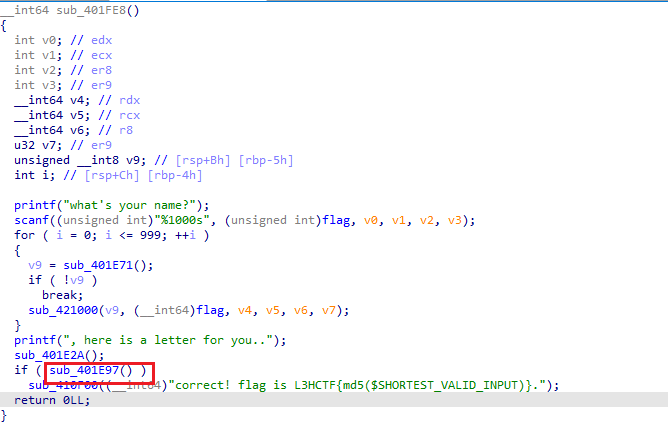 __int64 sub_401FE8()
{
int v0; // edx
int v1; // ecx
int v2; // er8
int v3; // er9
__int64 v4; // rdx
__int64 v5; // rcx
__int64 v6; // r8
u32 v7; // er9
unsigned __int8 v9; // [rsp+Bh] [rbp-5h]
int i; // [rsp+Ch] [rbp-4h]
printf("what's your name?");
scanf((unsigned int)"%1000s", (unsigned int)flag, v0, v1, v2, v3);
for ( i = 0; i <= 999; ++i )
{
v9 = sub_401E71();
if ( !v9 )
break;
sub_421000(v9, (__int64)flag, v4, v5, v6, v7);
}
printf(", here is a letter for you..");
sub_401E2A();
if ( sub_401E97() )
"correct! flag is L3HCTF{md5($SHORTEST_VALID_INPUT)}.");
return 0LL;
}